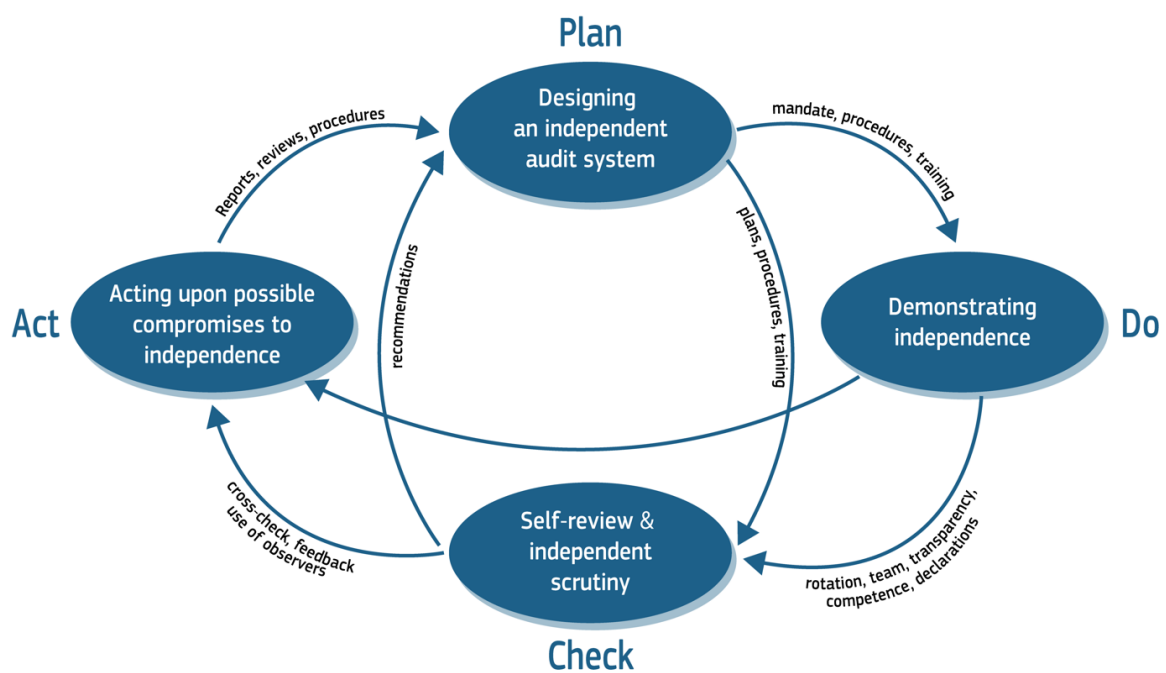 Plan
Designing
an independent
audit system
Reports, reviews, procedures
mandate, procedures, training
recommendations
plans, procedures, training
Act
Acting upon possible
compromises to
independence
Demonstrating
independence
Do
cross-check, feedback
use of observers
Self-review &
independent
scrutiny
rotation, team, transparency,
competence, declarations
Check